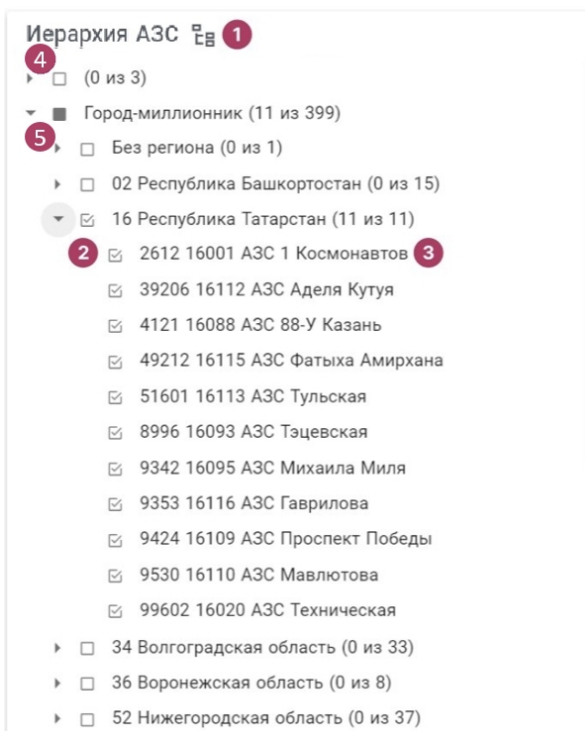 Иерархия АЗС 1
4
(0 из 3)
Город-миллионник (11 из 399)
5
Без региона (0 из 1)
02 Республика Башкортостан (0 из 15)
16 Республика Татарстан (11 из 11)
2 2612 16001 АЗС 1 Космонавтов 3
39206 16112 АЗС Аделя Кутуя
4121 16088 АЗС 88-У Казань
49212 16115 АЗС Фатыха Амирхана
51601 16113 АЗС Тульская
8996 16093 АЗС Тэцевская
9342 16095 АЗС Михаила Миля
9353 16116 АЗС Гаврилова
9424 16109 АЗС Проспект Победы
9530 16110 АЗС Мавлютова
99602 16020 АЗС Техническая
34 Волгоградская область (0 из 33)
36 Воронежская область (0 из 8)
52 Нижегородская область (0 из 37)